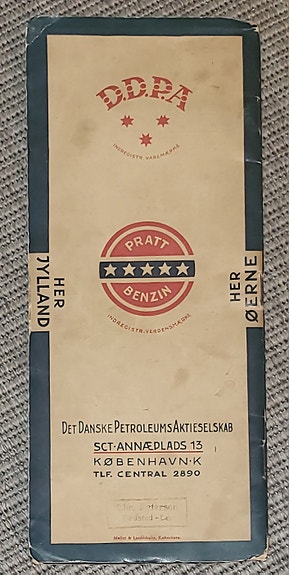 D.D.P.A
INDREGISTR. VAREMÆRKE
PRATT
BENZIN
INDREGISTR. VERDENSMÆRKE
HER
JYLLAND
HER
ØERNE
DET DANSKE PETROLEUMS AKTIESELSKAB
SCT. ANNÆPLADS 13
KØBENHAVN. K
TLF. CENTRAL 2890